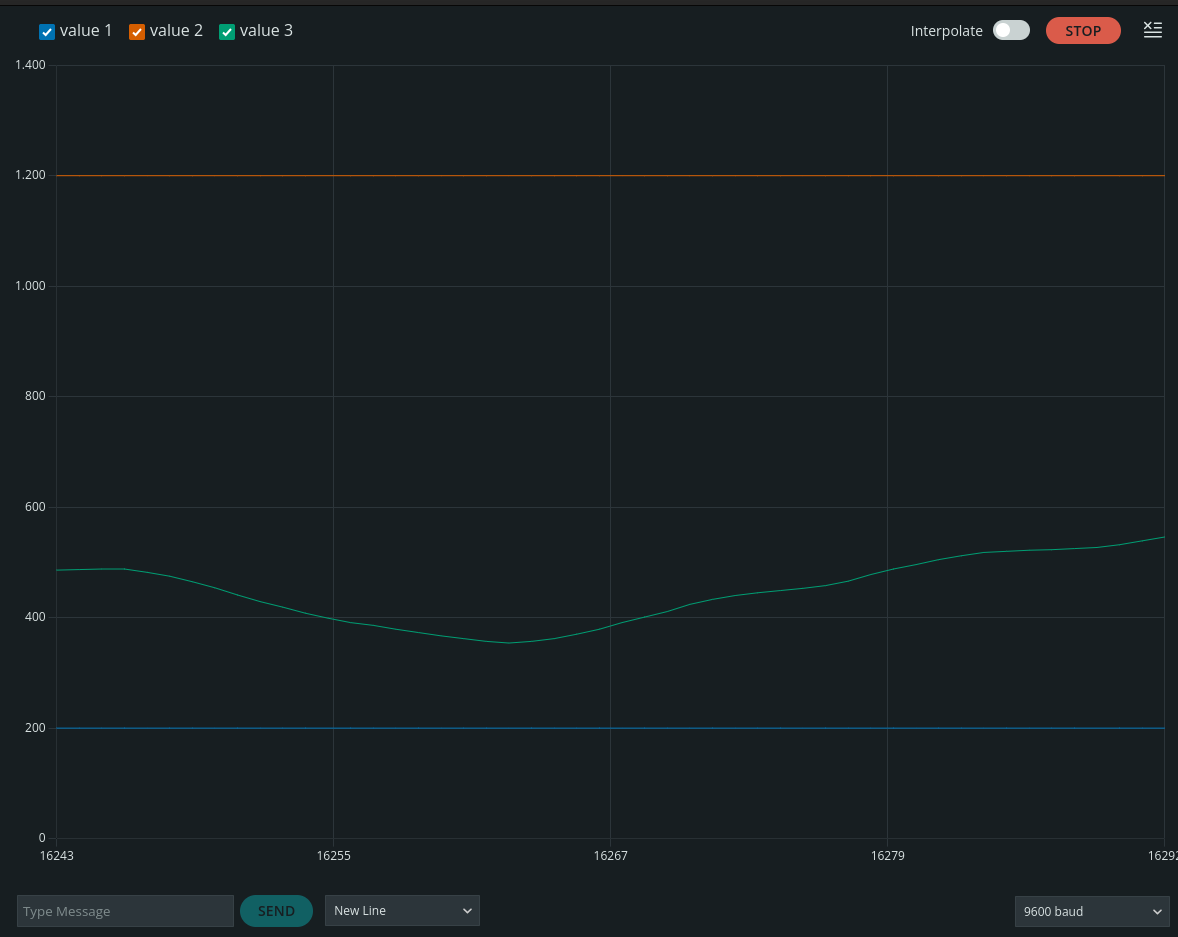 value 1 value 2 value 3 Interpolate STOP
1.400
1.200
1.000
800
600
400
200
0
16243 16255 16267 16279 16292
Type Message SEND New Line 9600 baud